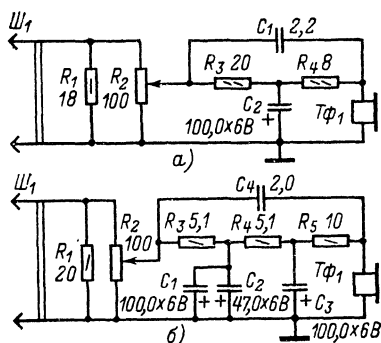 Ш₁
C₁ 2,2
R₃ 20
R₄ 8
R₁ 18
R₂ 100
C₂
100,0×6В
+
Тф₁
а)
Ш₁
C₄ 2,0
R₂ 100
R₃ 5,1
R₄ 5,1
R₅ 10
R₁ 20
C₁
C₂
Тф₁
100,0×6В
+
+
47,0×6В
+
C₃
б)
100,0×6В